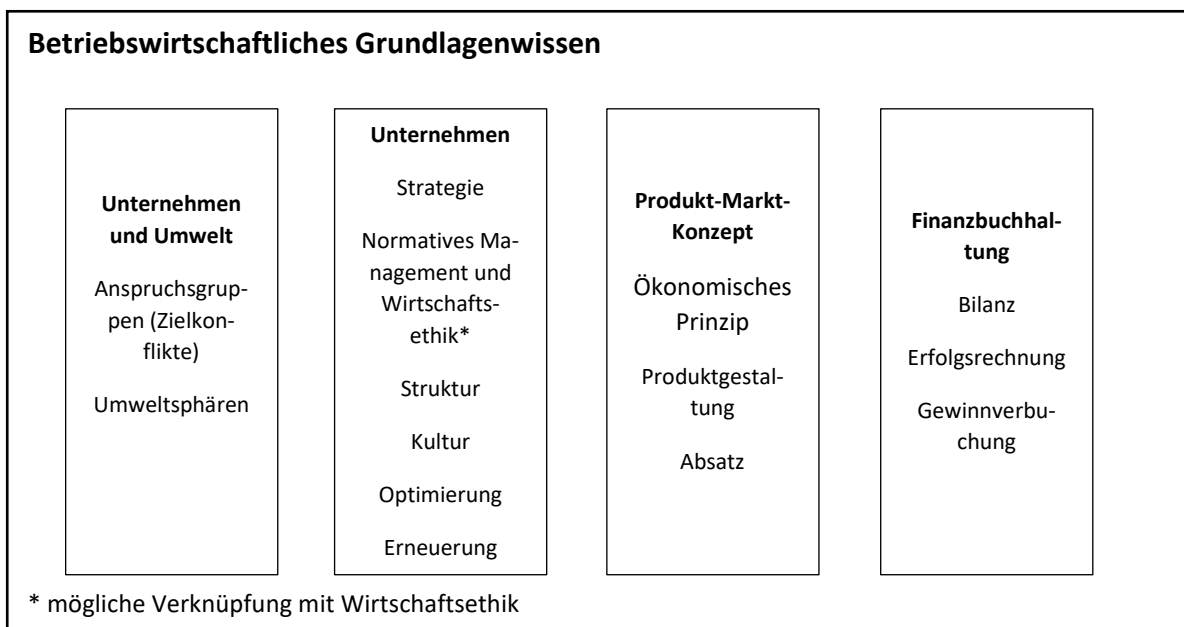 Betriebswirtschaftliches Grundlagenwissen
Unternehmen
und Umwelt
Anspruchsgrup-
pen (Zielkon-
flikte)
Umweltsphären
Unternehmen
Strategie
Normatives Ma-
nagement und
Wirtschafts-
ethik*
Struktur
Kultur
Optimierung
Erneuerung
Produkt-Markt-
Konzept
Ökonomisches
Prinzip
Produktgestal-
tung
Absatz
Finanzbuchhal-
tung
Bilanz
Erfolgsrechnung
Gewinnverbu-
chung
* mögliche Verknüpfung mit Wirtschaftsethik